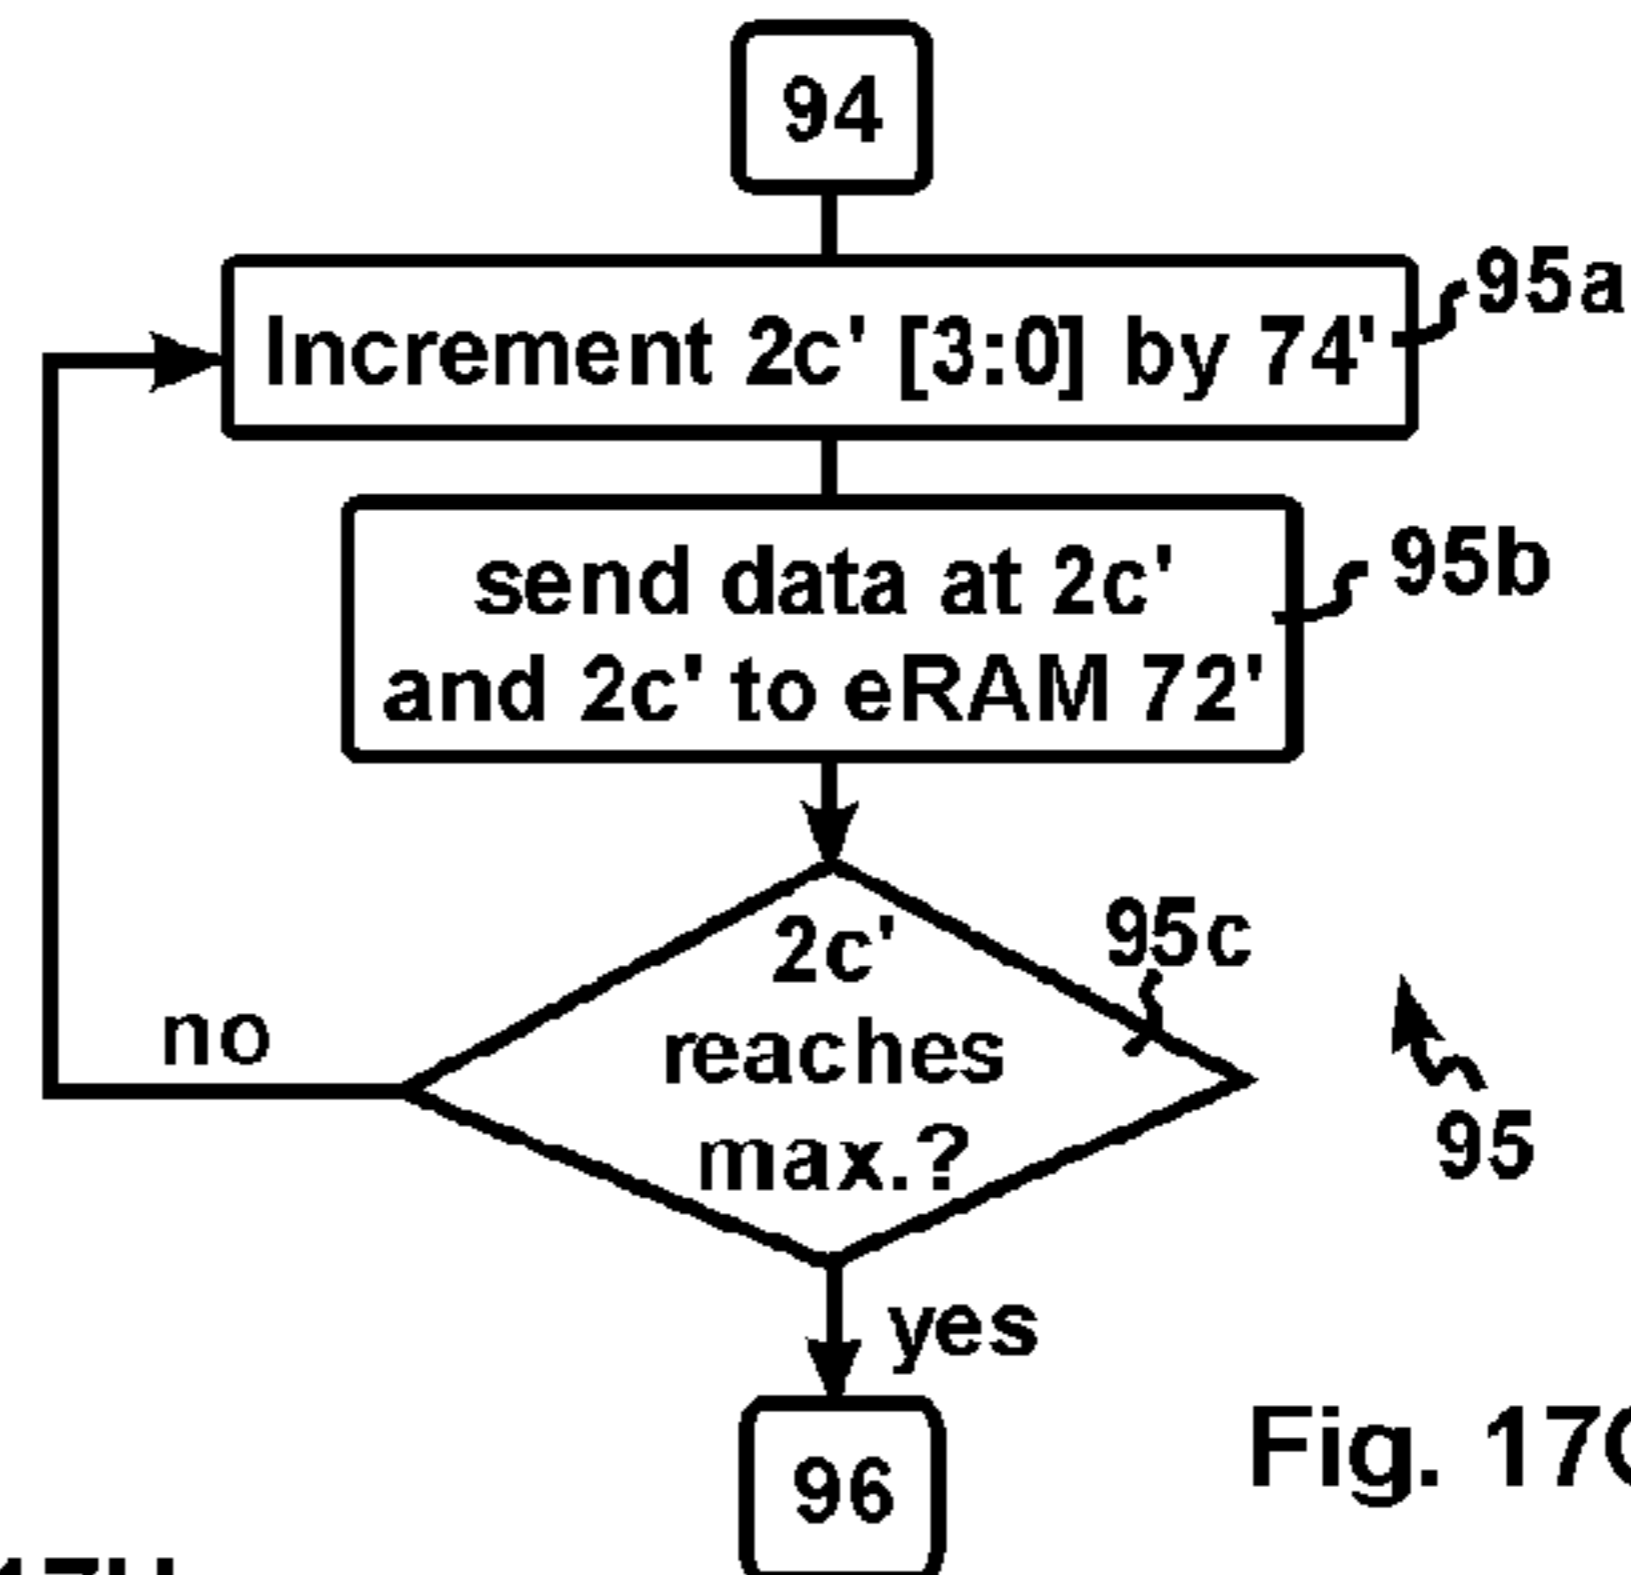 94
Increment 2c' [3:0] by 74'
95a
send data at 2c'
and 2c' to eRAM 72'
95b
2c'
reaches
max.?
95c
no
95
yes
96
Fig.